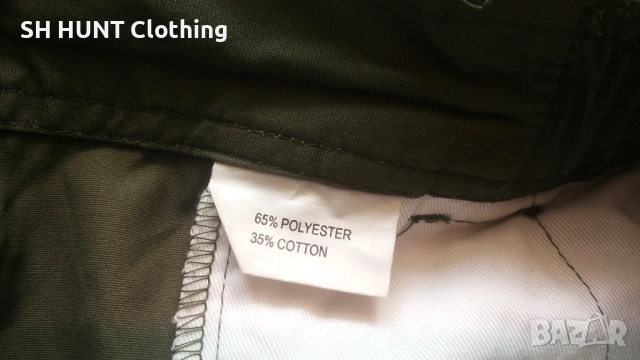 SH HUNT Clothing
65% POLYESTER
35% COTTON
BAZAR